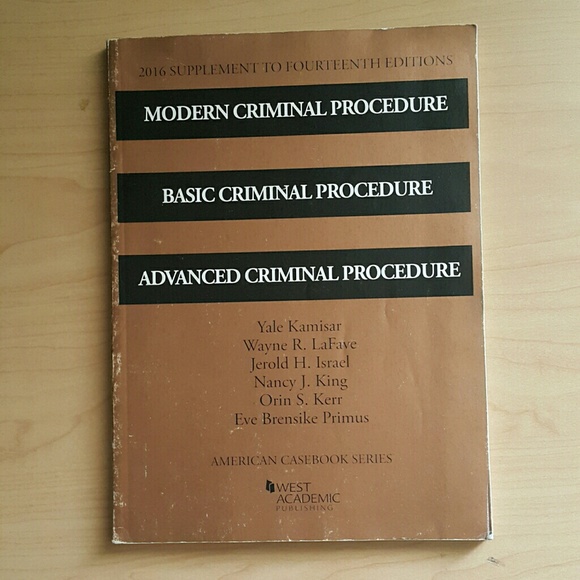 2016 SUPPLEMENT TO FOURTEENTH EDITIONS
MODERN CRIMINAL PROCEDURE
BASIC CRIMINAL PROCEDURE
ADVANCED CRIMINAL PROCEDURE
Yale Kamisar
Wayne R. LaFave
Jerold H. Israel
Nancy J. King
Orin S. Kerr
Eve Brensike Primus
AMERICAN CASEBOOK SERIES
WEST
ACADEMIC
PUBLISHING